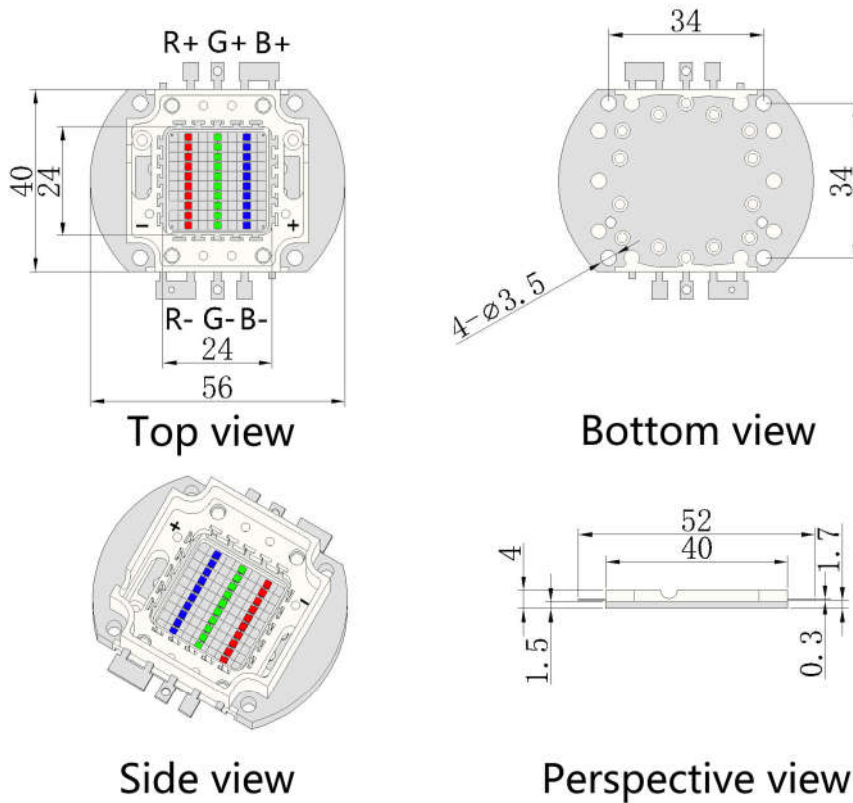 R+ G+ B+
40
24
− +
R- G- B-
24
56
Top view
34
34
4-⌀3.5
Bottom view
+
−
Side view
52
40
4
1.5
1.7
0.3
Perspective view